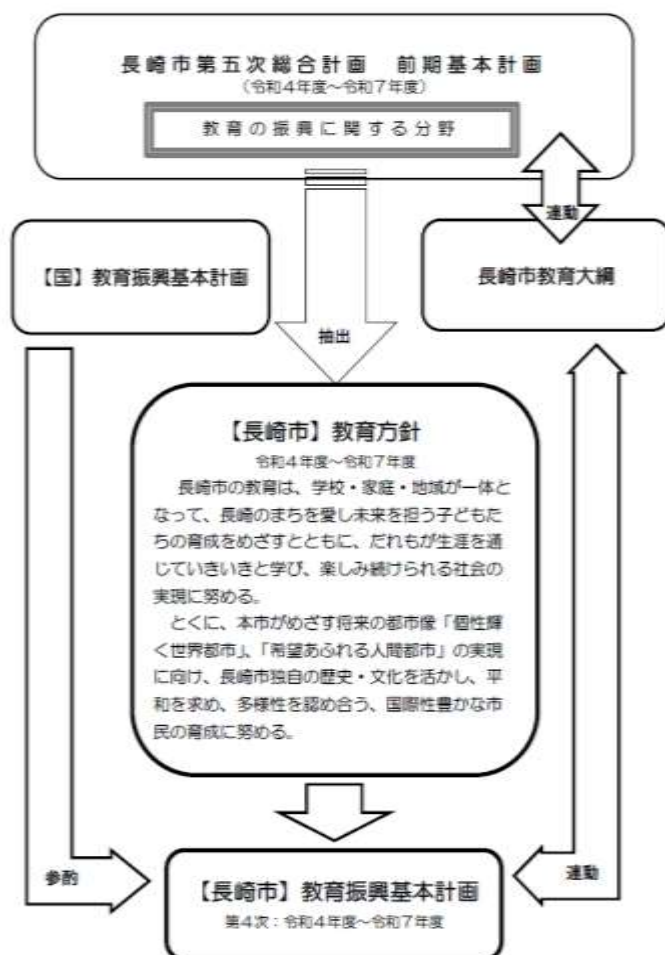 長崎市第五次総合計画　前期基本計画
（令和４年度～令和７年度）
教育の振興に関する分野
連動
【国】教育振興基本計画
長崎市教育大綱
抽出
【長崎市】教育方針
令和４年度～令和７年度
　長崎市の教育は、学校・家庭・地域が一体と
なって、長崎のまちを愛し未来を担う子どもた
ちの育成をめざすとともに、だれもが生涯を通
じていきいきと学び、楽しみ続けられる社会の
実現に努める。
　とくに、本市がめざす将来の都市像「個性輝
く世界都市」、「希望あふれる人間都市」の実現
に向け、長崎市独自の歴史・文化を活かし、平
和を求め、多様性を認め合う、国際性豊かな市
民の育成に努める。
参酌
連動
【長崎市】教育振興基本計画
第４次：令和４年度～令和７年度